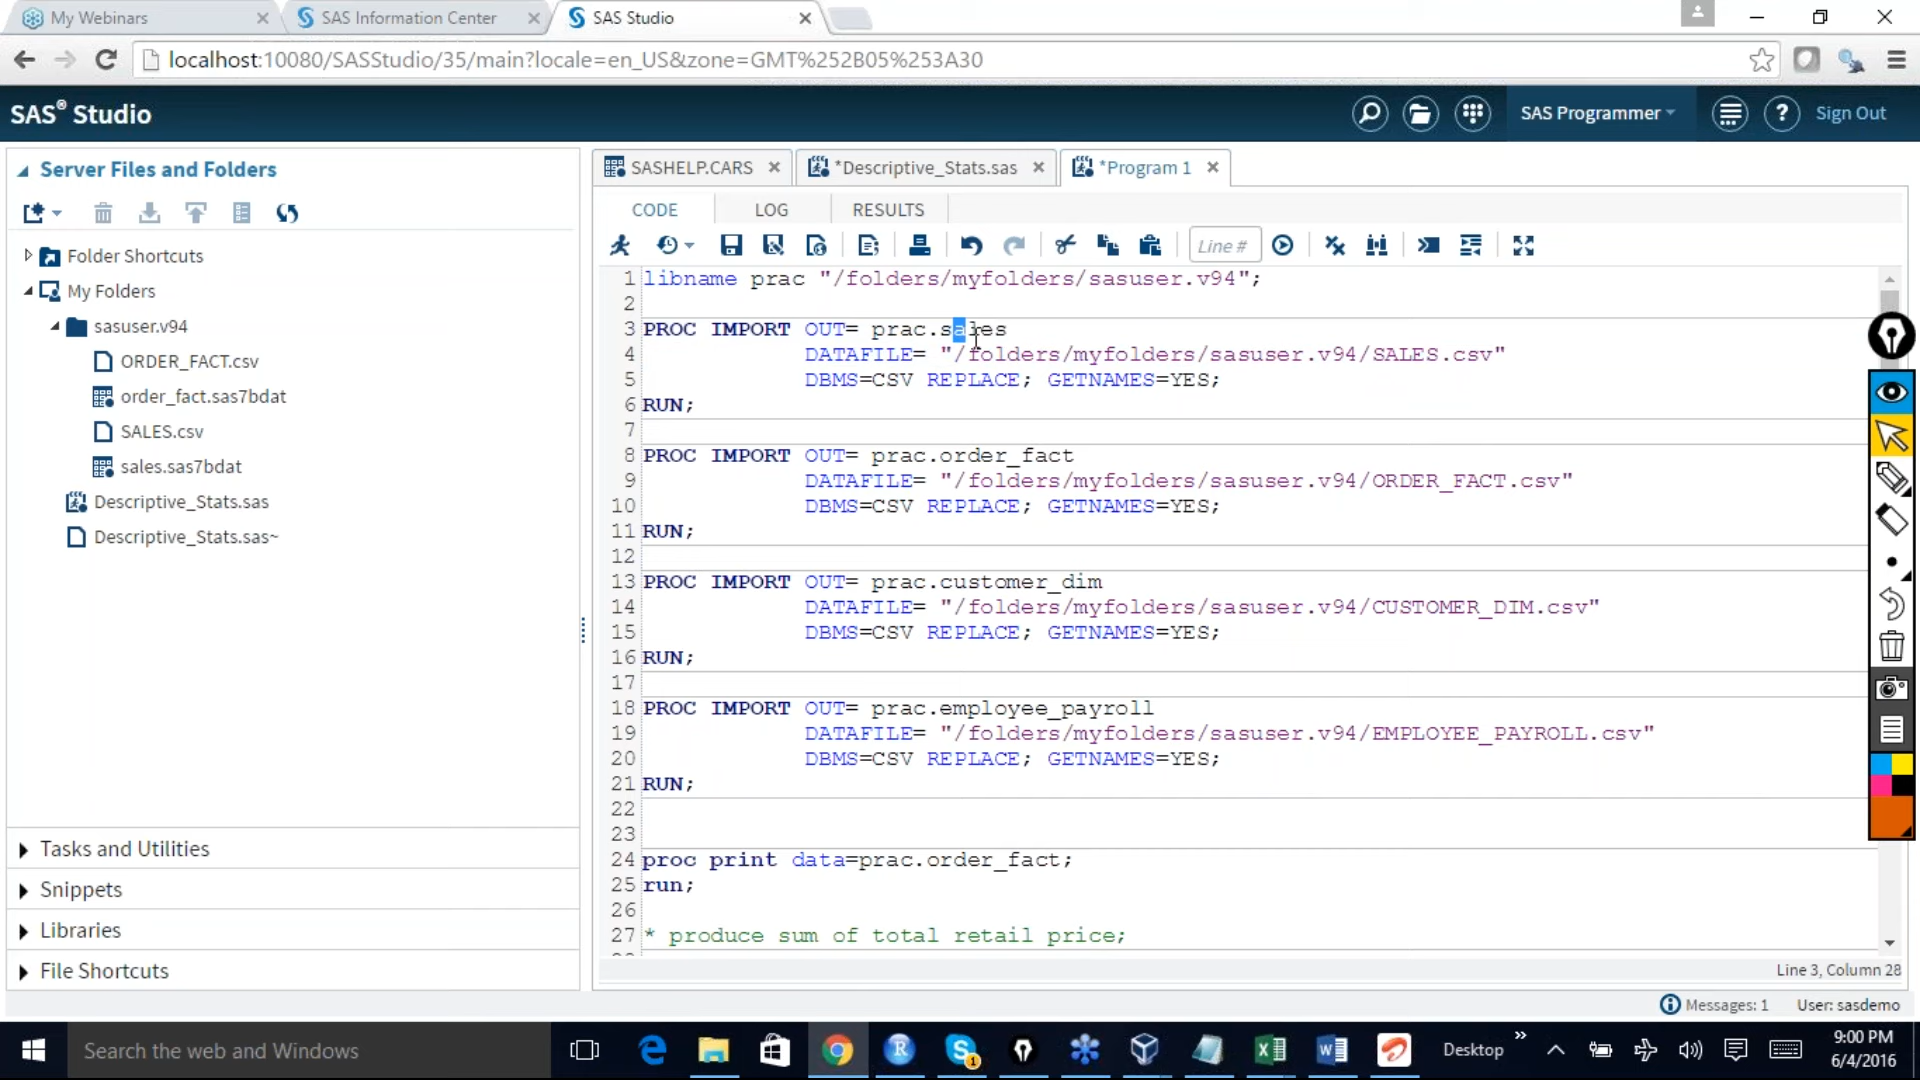 My Webinars
SAS Information Center
SAS Studio
localhost:10080/SASStudio/35/main?locale=en_US&zone=GMT%252B05%253A30
SAS® Studio
SAS Programmer
Sign Out
Server Files and Folders
Folder Shortcuts
My Folders
sasuser.v94
ORDER_FACT.csv
order_fact.sas7bdat
SALES.csv
sales.sas7bdat
Descriptive_Stats.sas
Descriptive_Stats.sas~
Tasks and Utilities
Snippets
Libraries
File Shortcuts
SASHELP.CARS
*Descriptive_Stats.sas
*Program 1
CODE LOG RESULTS
Line #
1 libname prac "/folders/myfolders/sasuser.v94";
2
3 PROC IMPORT OUT= prac.sales
4 DATAFILE= "/folders/myfolders/sasuser.v94/SALES.csv"
5 DBMS=CSV REPLACE; GETNAMES=YES;
6 RUN;
7
8 PROC IMPORT OUT= prac.order_fact
9 DATAFILE= "/folders/myfolders/sasuser.v94/ORDER_FACT.csv"
10 DBMS=CSV REPLACE; GETNAMES=YES;
11 RUN;
12
13 PROC IMPORT OUT= prac.customer_dim
14 DATAFILE= "/folders/myfolders/sasuser.v94/CUSTOMER_DIM.csv"
15 DBMS=CSV REPLACE; GETNAMES=YES;
16 RUN;
17
18 PROC IMPORT OUT= prac.employee_payroll
19 DATAFILE= "/folders/myfolders/sasuser.v94/EMPLOYEE_PAYROLL.csv"
20 DBMS=CSV REPLACE; GETNAMES=YES;
21 RUN;
22
23
24 proc print data=prac.order_fact;
25 run;
26
27 * produce sum of total retail price;
Line 3, Column 28
Messages: 1 User: sasdemo
Search the web and Windows
Desktop
9:00 PM
6/4/2016